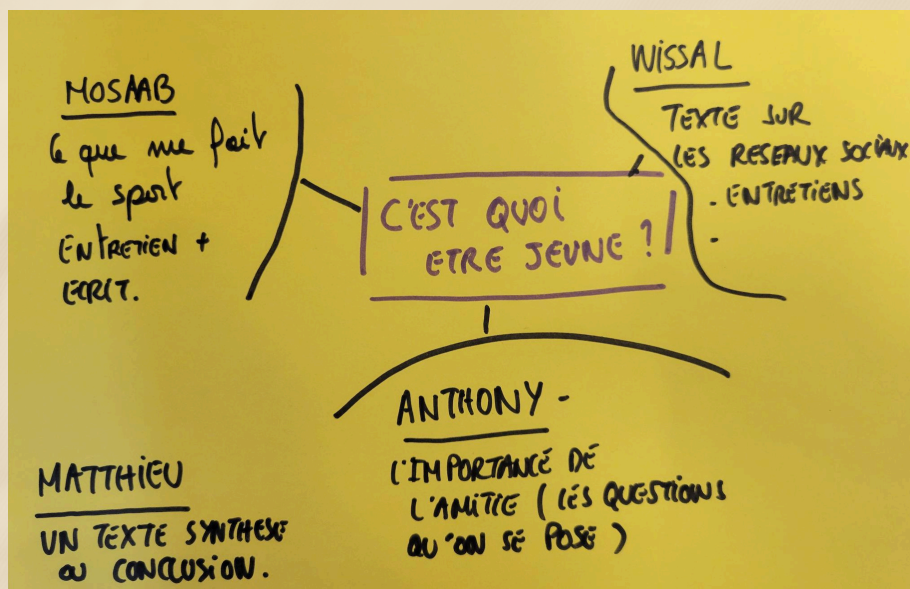 MOSAAB
Ce que me fait
le sport
ENTRETIEN +
ECRIT.
WISSAL
TEXTE SUR
LES RESEAUX SOCIAUX
- ENTRETIENS
-
C'EST QUOI
ETRE JEUNE ?
ANTHONY -
L'IMPORTANCE DE
L'AMITIE ( LES QUESTIONS
QU'ON SE POSE )
MATTHIEU
UN TEXTE SYNTHESE
OU CONCLUSION.